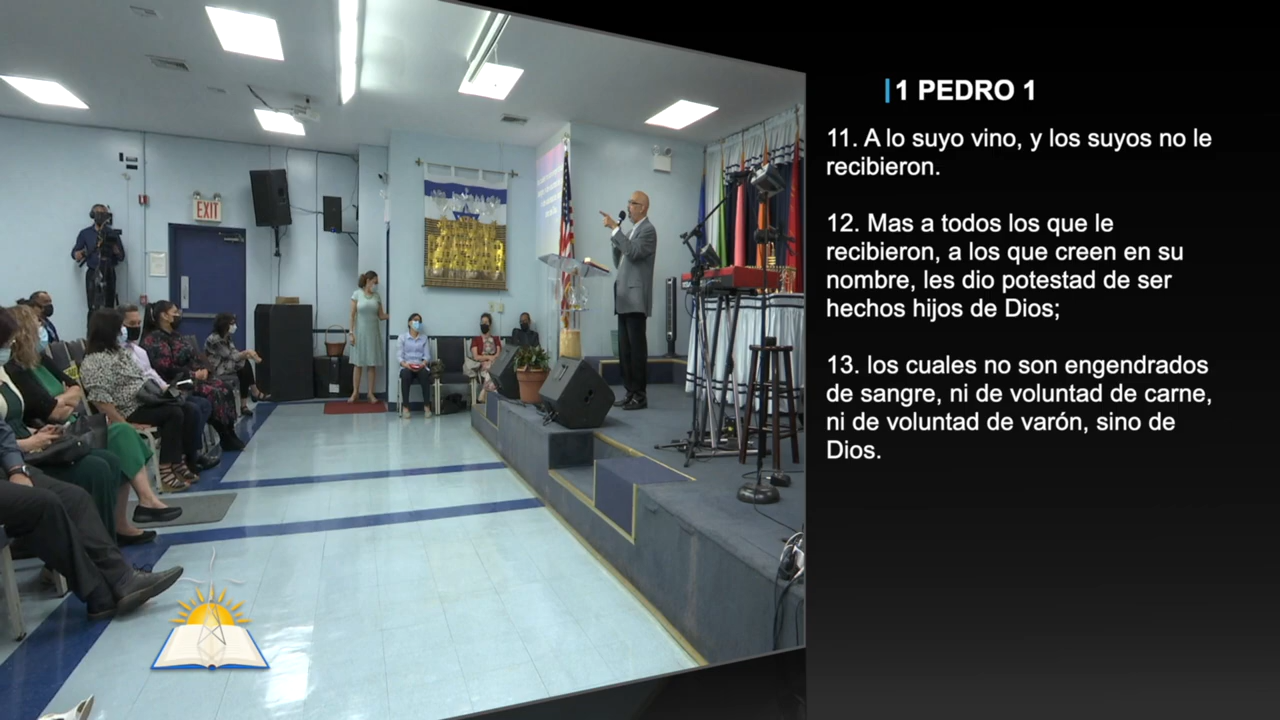 EXIT
1 PEDRO 1
11. A lo suyo vino, y los suyos no le
recibieron.
12. Mas a todos los que le
recibieron, a los que creen en su
nombre, les dio potestad de ser
hechos hijos de Dios;
13. los cuales no son engendrados
de sangre, ni de voluntad de carne,
ni de voluntad de varón, sino de
Dios.